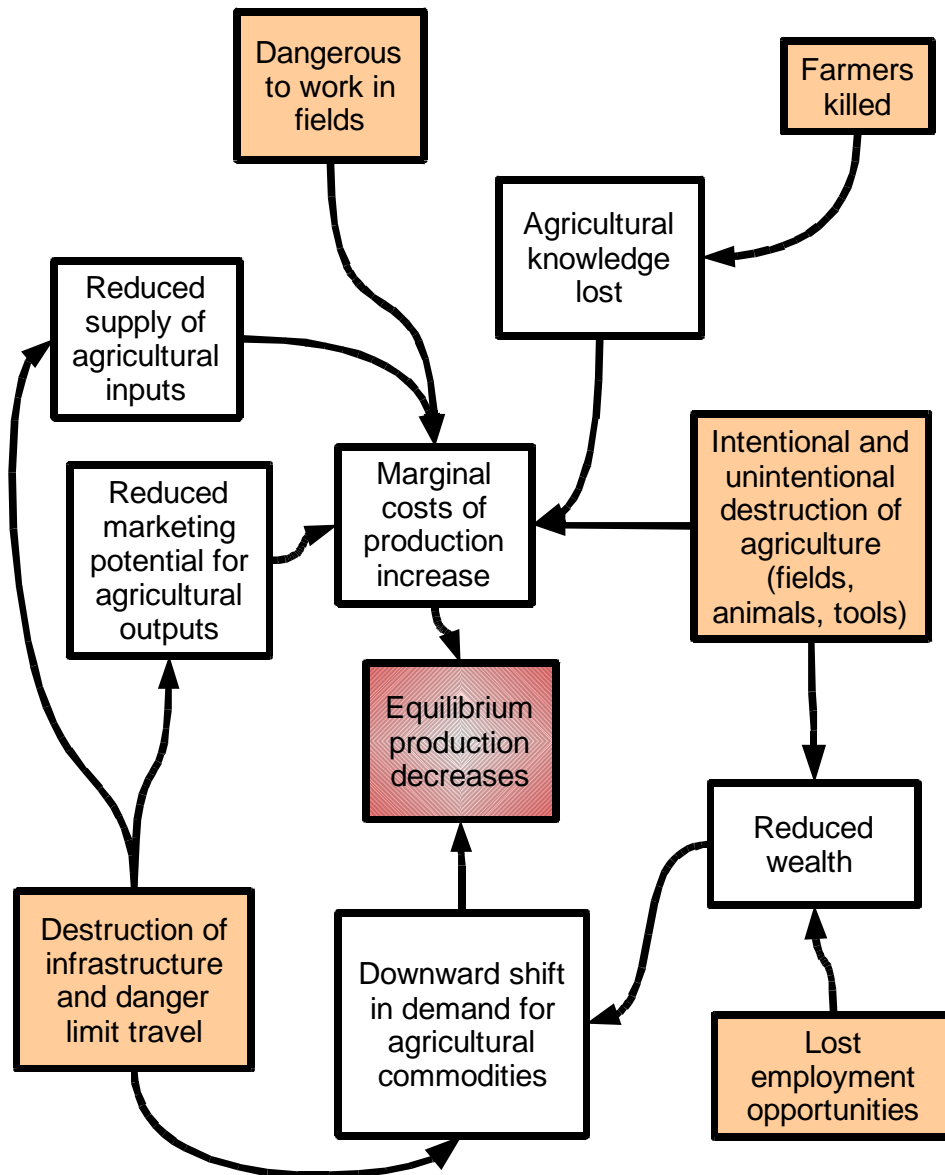 Dangerous
to work in
fields
Farmers
killed
Agricultural
knowledge
lost
Reduced
supply of
agricultural
inputs
Reduced
marketing
potential for
agricultural
outputs
Marginal
costs of
production
increase
Intentional and
unintentional
destruction of
agriculture
(fields,
animals, tools)
Equilibrium
production
decreases
Reduced
wealth
Destruction of
infrastructure
and danger
limit travel
Downward shift
in demand for
agricultural
commodities
Lost
employment
opportunities